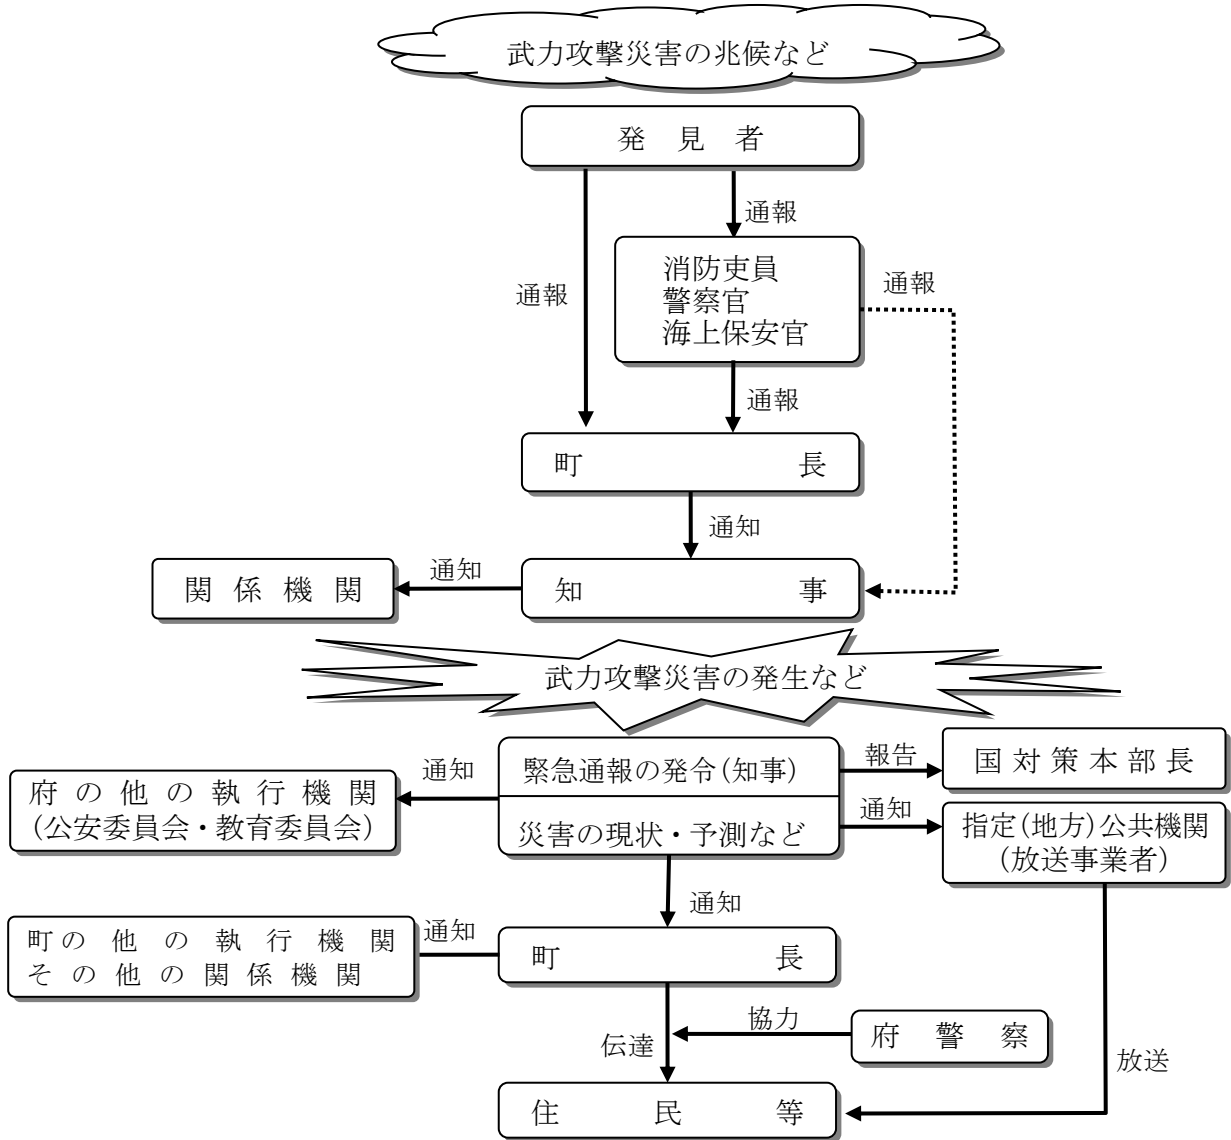 武力攻撃災害の兆候など
発見者
通報
消防吏員
警察官
海上保安官
通報
通報
通報
町長
通知
関係機関
通知
知事
武力攻撃災害の発生など
緊急通報の発令(知事)
災害の現状・予測など
通知
府の他の執行機関
(公安委員会・教育委員会)
報告
国対策本部長
通知
指定(地方)公共機関
(放送事業者)
通知
町の他の執行機関
その他の関係機関
通知
町長
協力
府警察
伝達
放送
住民等